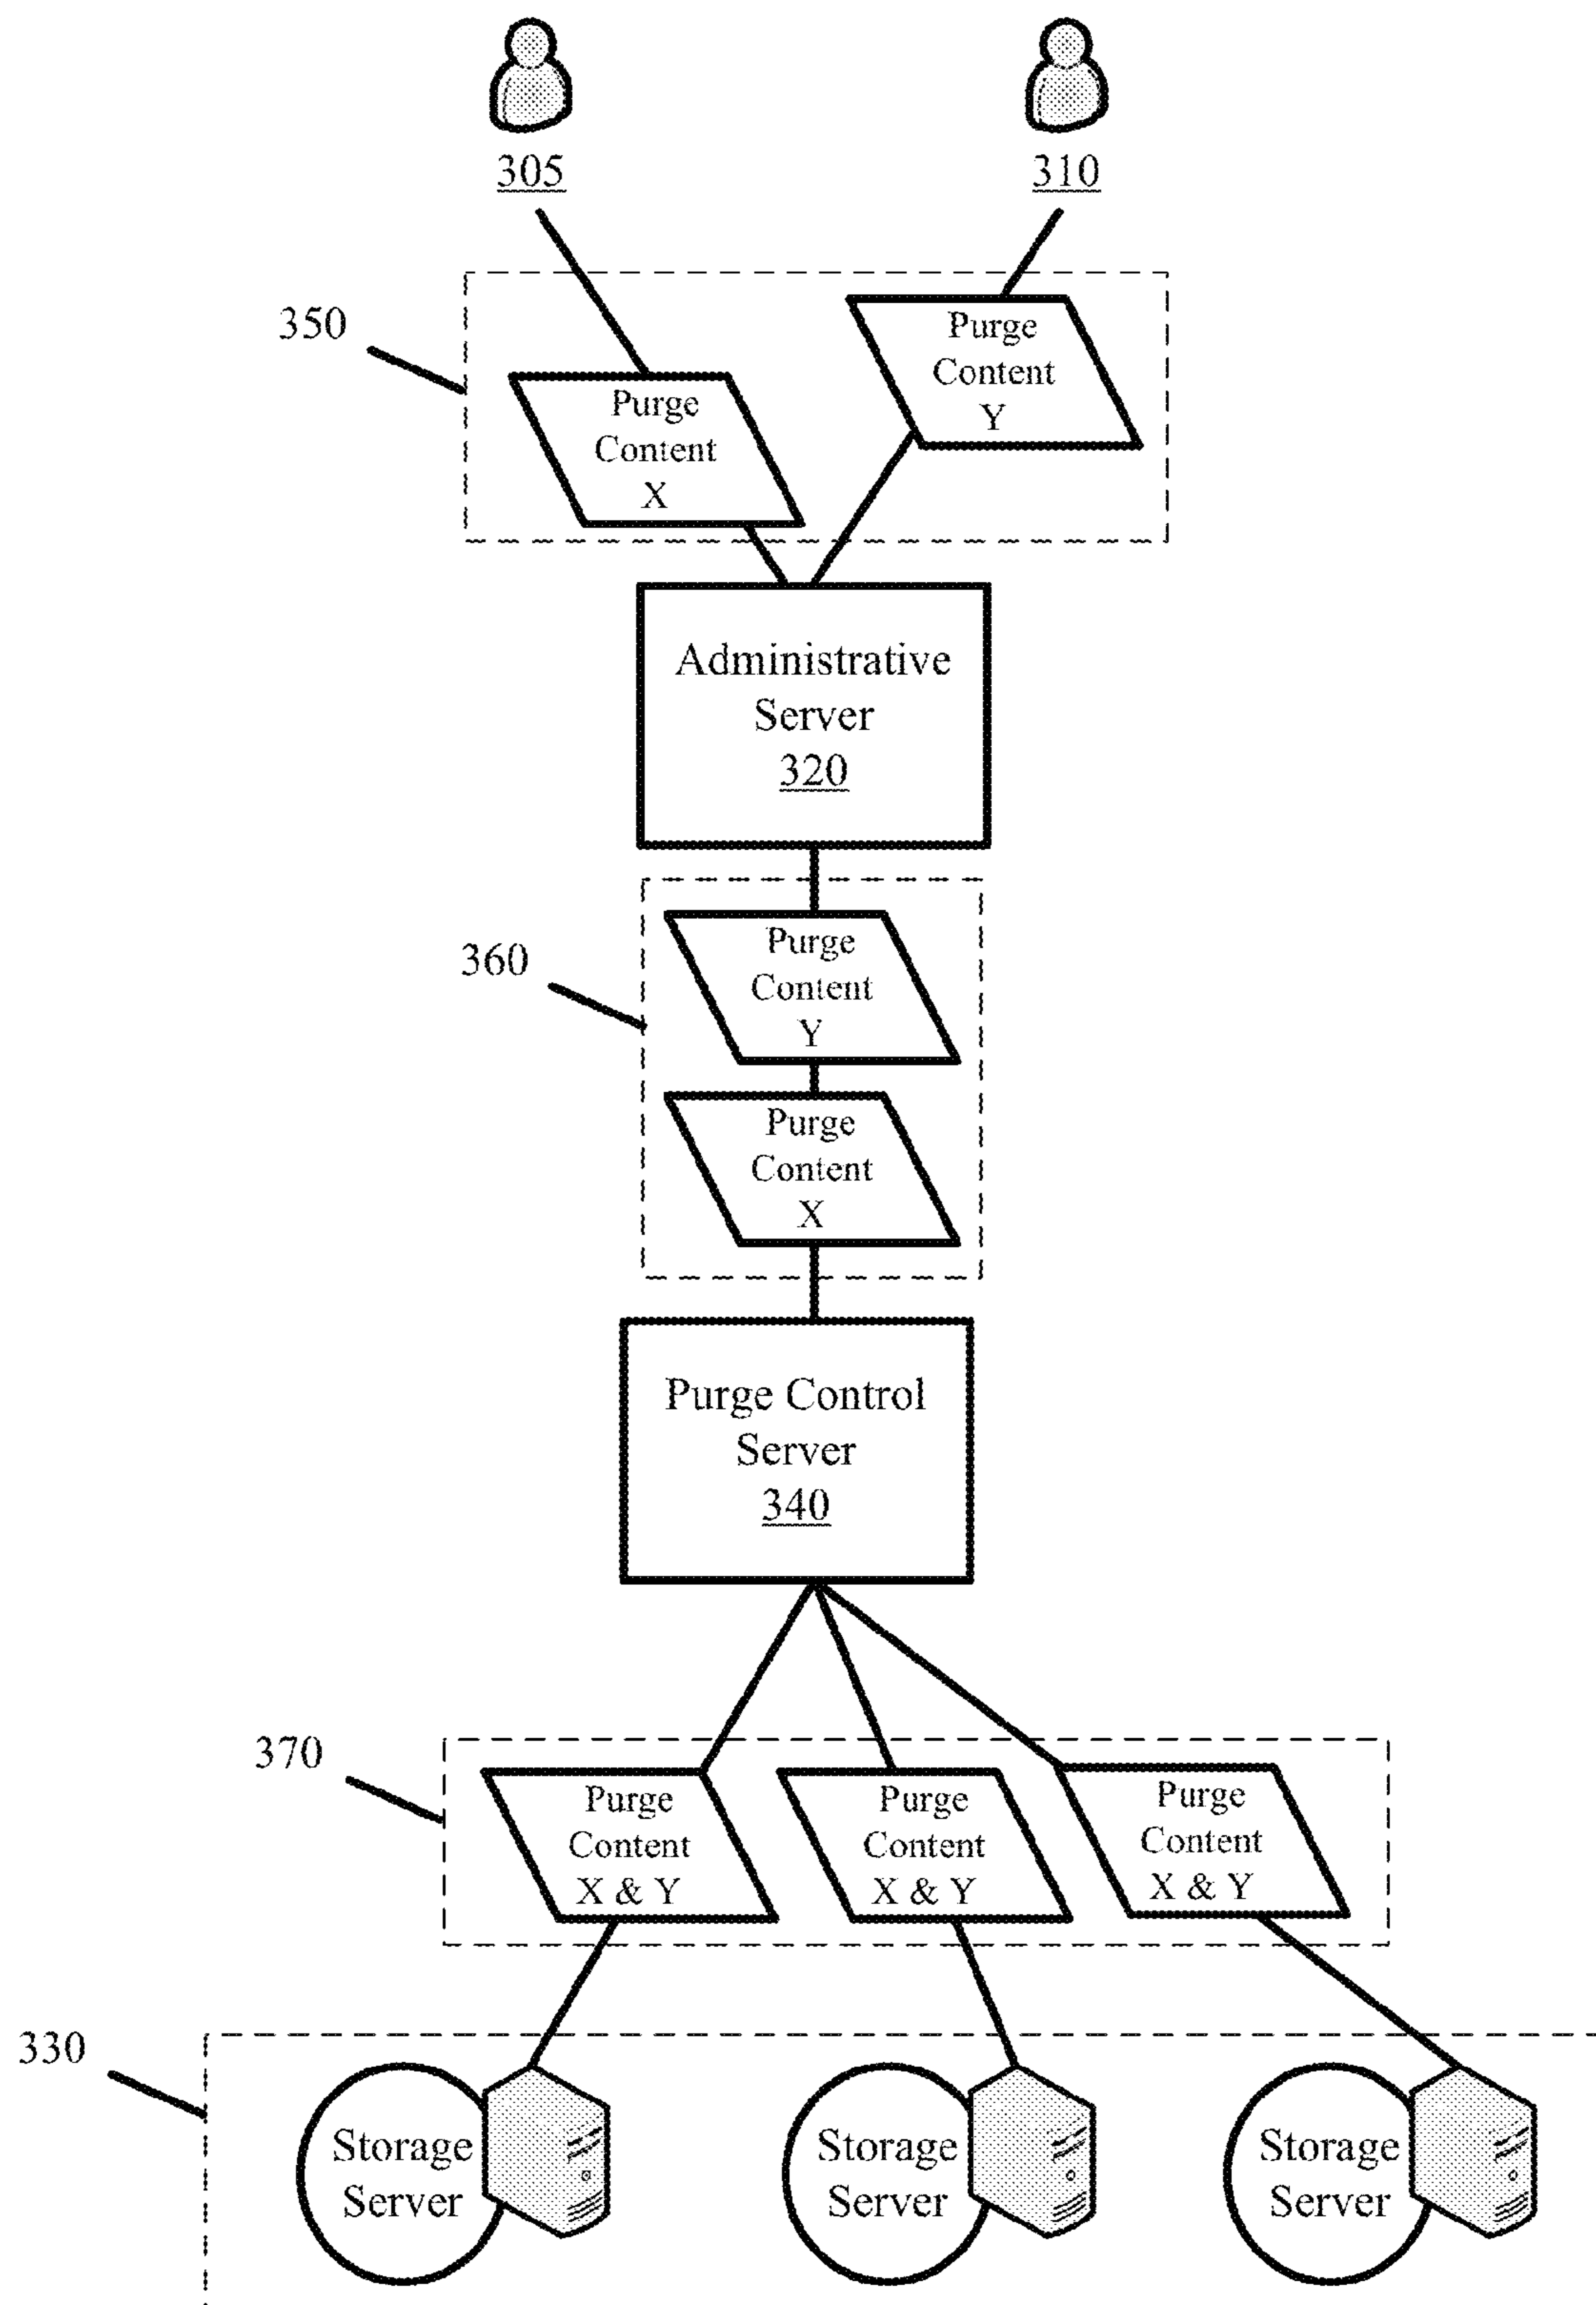 305
310
350
Purge
Content
Y
Purge
Content
X
Administrative
Server
320
360
Purge
Content
Y
Purge
Content
X
Purge Control
Server
340
370
Purge
Content
X & Y
Purge
Content
X & Y
Purge
Content
X & Y
330
Storage
Server
Storage
Server
Storage
Server